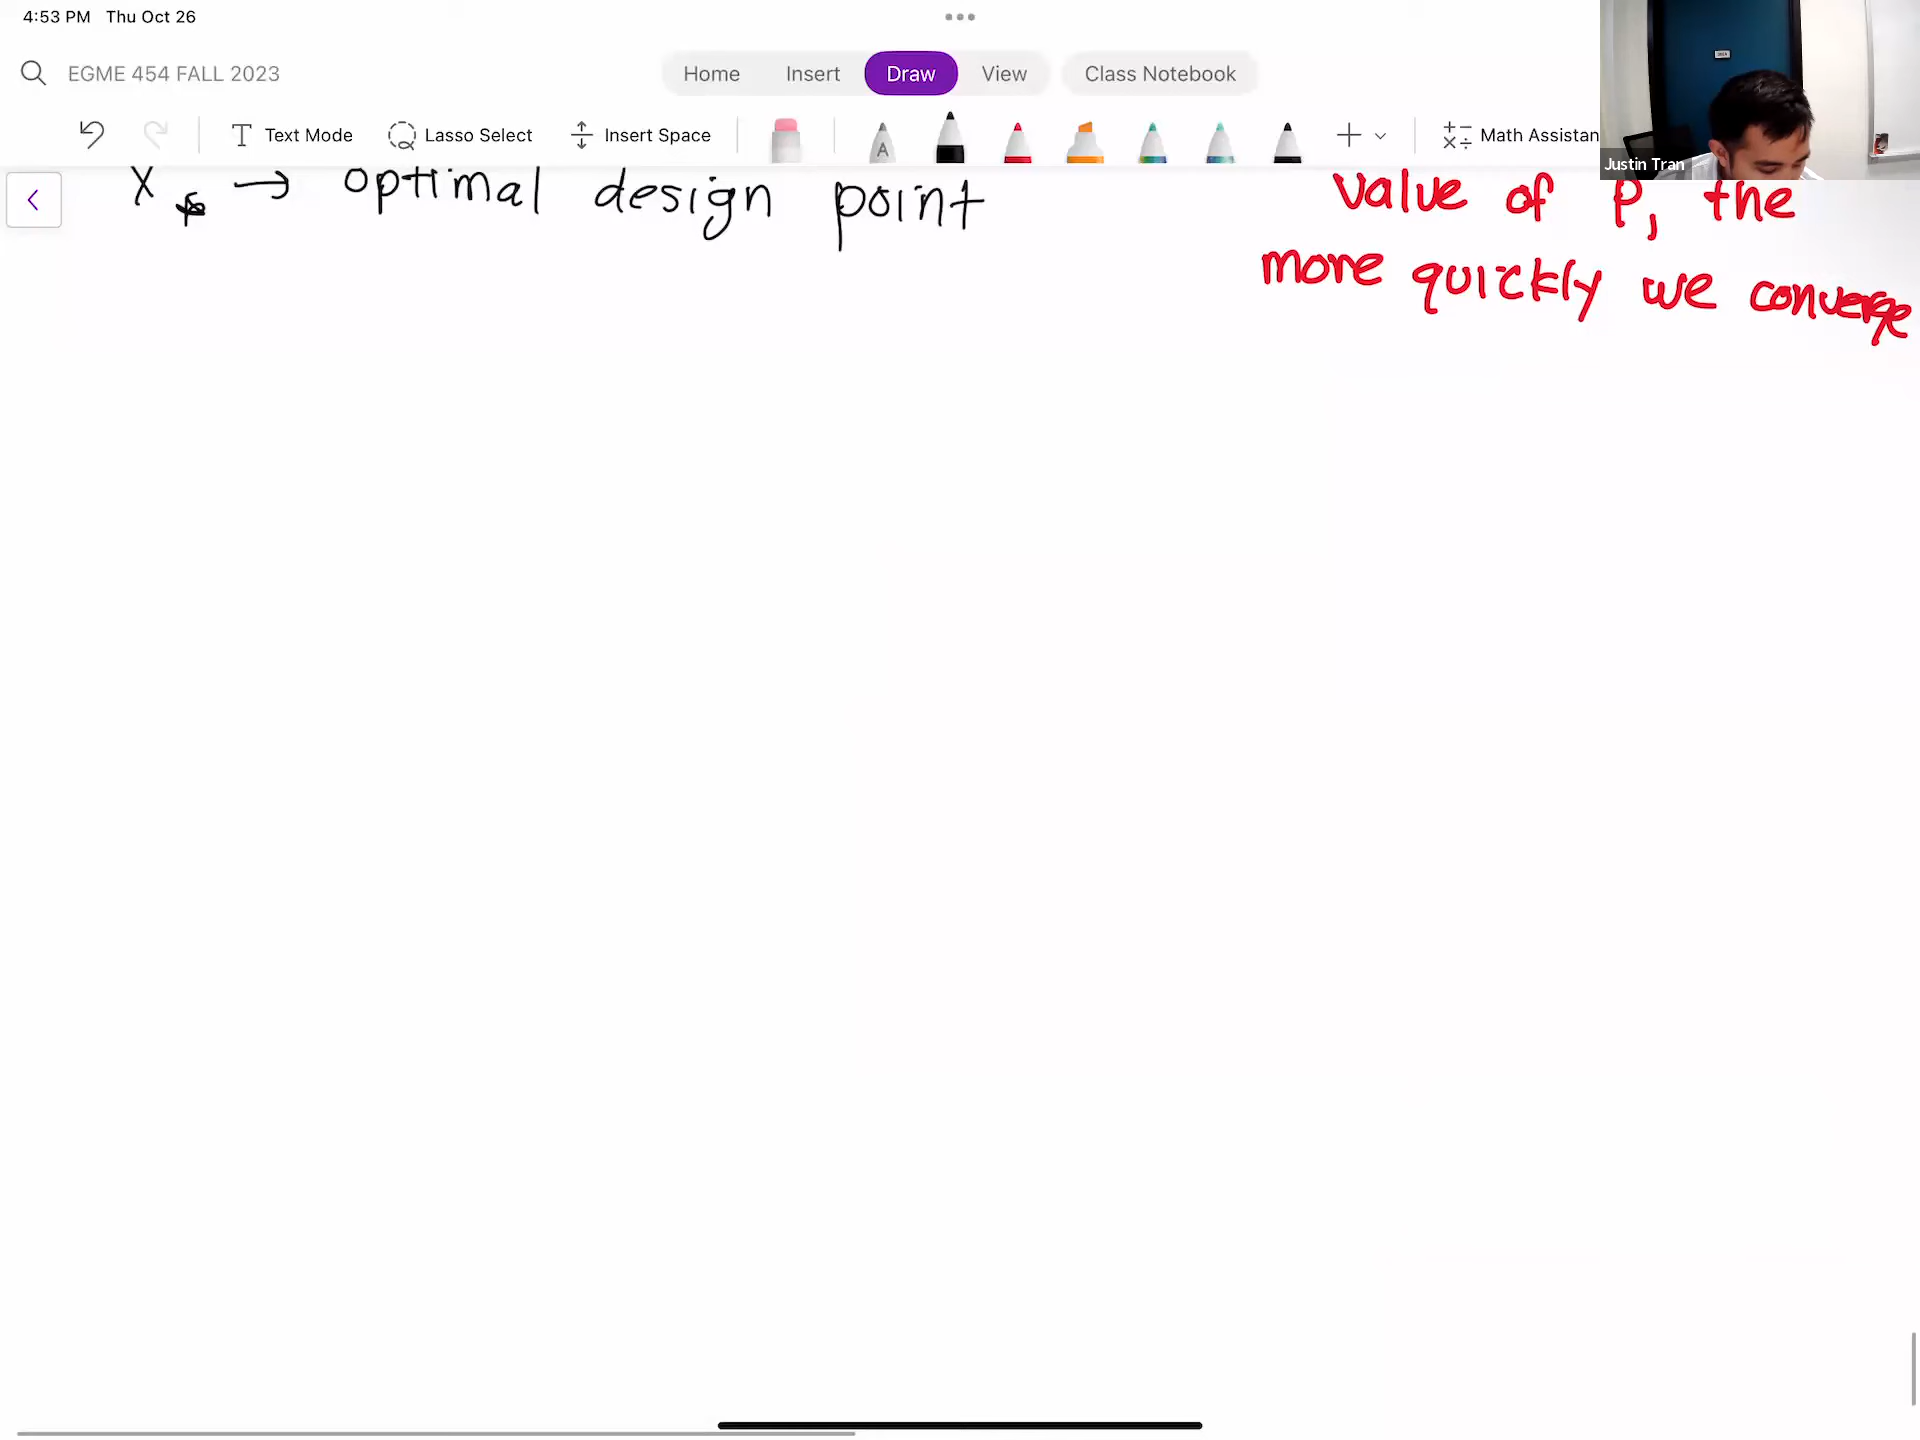 4:53 PM Thu Oct 26
EGME 454 FALL 2023
Home Insert Draw View Class Notebook
Text Mode Lasso Select Insert Space A Math Assistan
Justin Tran
X* → optimal design point
value of P, the
more quickly we converge